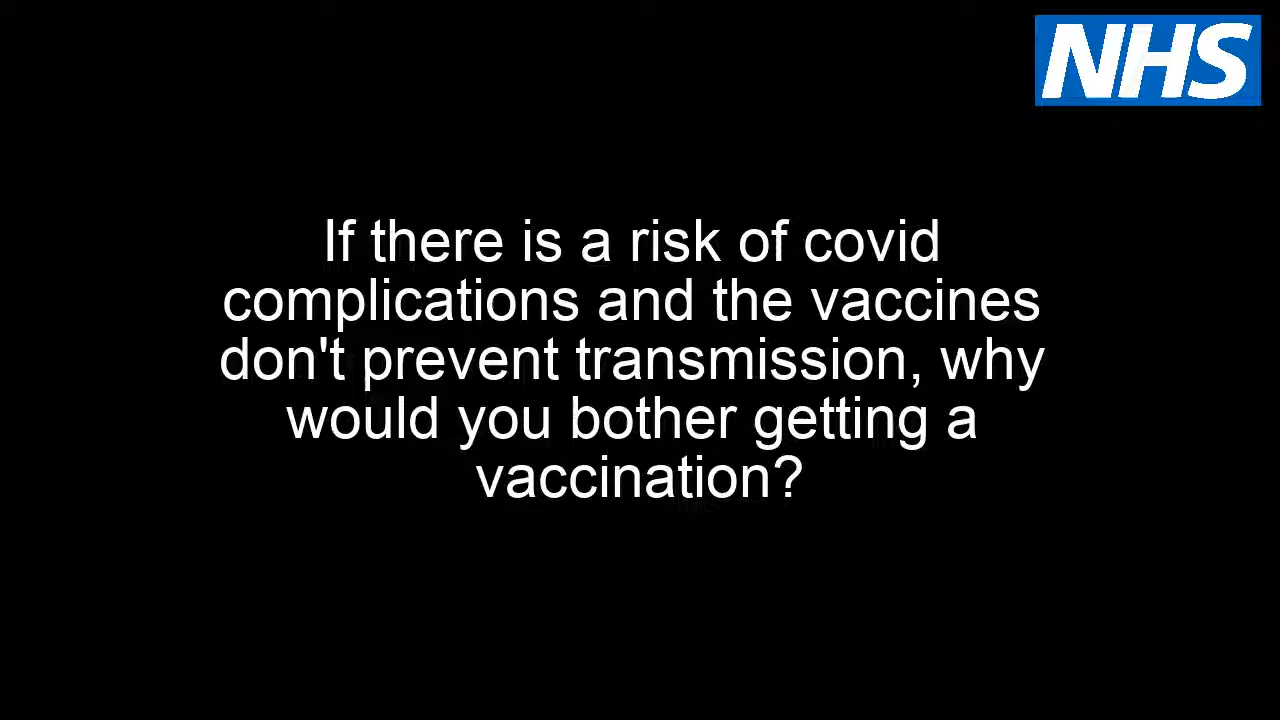 NHS
If there is a risk of covid
complications and the vaccines
don't prevent transmission, why
would you bother getting a
vaccination?